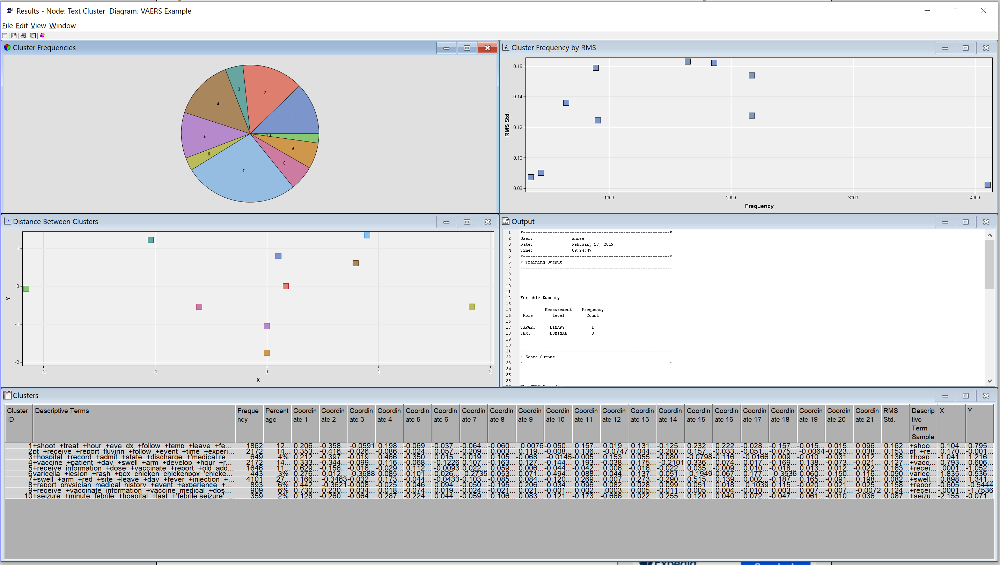 Results - Node: Text Cluster  Diagram: VAERS Example
File Edit View Window
Cluster Frequencies
1
2
3
4
5
6
7
8
9
10
Cluster Frequency by RMS
RMS Std.
0.16
0.14
0.12
0.10
0.08
1000 2000 3000 4000
Frequency
Distance Between Clusters
Y
1
0
-1
-2
-2 -1 0 1 2
X
Output
1 *------------------------------------------------------------*
2 User: shree
3 Date: February 27, 2019
4 Time: 09:24:47
5 *------------------------------------------------------------*
6 * Training Output
7 *------------------------------------------------------------*
8
9
10
11
12 Variable Summary
13
14 Measurement Frequency
15 Role Level Count
16
17 TARGET BINARY 1
18 TEXT NOMINAL 3
19
20
21 *------------------------------------------------------------*
22 * Score Output
23 *------------------------------------------------------------*
24
25
26
27 The FREQ Procedure
Clusters
Cluster ID Descriptive Terms Frequency Percentage Coordinate 1 Coordinate 2 Coordinate 3 Coordinate 4 Coordinate 5 Coordinate 6 Coordinate 7 Coordinate 8 Coordinate 9 Coordinate 10 Coordinate 11 Coordinate 12 Coordinate 13 Coordinate 14 Coordinate 15 Coordinate 16 Coordinate 17 Coordinate 18 Coordinate 19 Coordinate 20 Coordinate 21 RMS Std. Descriptive Term Sample X Y
1 +shoot +treat +hour +eye dx +follow +temp +leave +fe... 1862 12... 0.206... -0.358... -0.0591 0.198... -0.069... -0.037... -0.064... -0.060... 0.0076 -0.050... 0.157... 0.019... 0.131... -0.125... 0.232... 0.222... -0.028... -0.157... -0.015... 0.015... 0.096... 0.162... +shoo... 0.104... 0.795...
2 pt +receive +report fluvirin +follow +event +time +experi... 2172 14... 0.353... -0.416... -0.026... -0.086... -0.024... 0.057... -0.209... 0.003... 0.119... -0.008... 0.136... -0.0747 0.044... -0.280... 0.157... -0.033... -0.051... -0.075... -0.0064 -0.023... 0.038... 0.153... pt +re... 0.170... -0.001...
3 +hospital +record +admit +state +discharge +'medical re... 649 4% 0.212... -0.397... -0.019... 0.466... -0.350... 0.015... -0.019... 0.105... -0.068... -0.0145 -0.005... 0.153... 0.055... -0.080... -0.0798 -0.116... -0.0166 0.009... -0.010... -0.031... 0.012... 0.136... +hosp... -1.041... 1.216...
4 +vaccine +patient +day +swell +arm +develop +hour +r... 2172 14... 0.333... -0.344... -0.099... 0.116... -0.068... -0.1226 0.107... -0.163... 0.127... -0.144... 0.193... -0.038... 0.175... -0.2101 0.336... 0.074... 0.017... -0.169... 0.138... -0.073... -0.021... 0.127... +vacc... 0.793... 0.606...
5 +receive information +dose +vaccinate +report +old add... 1646 11... 0.629... -0.156... -0.016... -0.029... 0.112... -0.0093 0.022... 0.059... 0.006... -0.044... -0.042... 0.006... -0.016... -0.022... 0.035... -0.009... 0.010... -0.018... 0.013... 0.012... -0.022... 0.163... +recei... .0001... -1.052...
6 varicella +lesion +rash +pox chicken chickenpox 'chicke... 443 3% 0.276... 0.012... -0.3688 0.085... -0.101... -0.026... -0.2735 -0.053... 0.071... -0.494... 0.088... 0.044... 0.137... 0.051... 0.1949 -0.067... 0.177... -0.3536 0.060... 0.150... 0.116... 0.090... varice... 1.835... -0.536...
7 +swell +arm +red +site +leave +day +fever +injection +... 4101 27... 0.166... -0.3463 -0.032... 0.173... -0.044... -0.0433 -0.103... -0.085... 0.084... -0.120... 0.269... 0.007... 0.273... -0.290... 0.515... 0.139... 0.002... -0.187... 0.165... -0.091... 0.198... 0.082... +swell... 0.898... 1.341...
8 +report physician medical history +event +experience +... 893 6% 0.442... -0.3621 -0.008... -0.025... 0.046... 0.094... -0.050... -0.195... 0.206... 0.034... 0.096... 0.082... 0.028... 0.099... 0.051... 0.018... 0.1039 0.115... -0.020... 0.021... 0.025... 0.158... +repor... -0.605... -0.5444
9 +receive +vaccinate information +vaccine medical +dos... 909 6% 0.730... 0.230... 0.034... 0.018... -0.074... 0.019... -0.024... -0.021... 0.021... -0.001... 0.002... .0003... 0.005... -0.011... 0.005... 0.004... -0.010... 0.003... 0.007... -0.007... -0.0072 0.124... +recei... -.0001... -1.7536
10 +seizure +minute febrile +hospital +last +'febrile seizure' ... 359 2% 0.128... -0.260... -0.064... 0.287... -0.224... 0.044... -0.059... 0.106... 0.083... 0.121... -0.173... -0.666... 0.022... 0.255... 0.120... 0.040... 0.072... -0.047... 0.061... -0.010... 0.036... 0.087... +seizu... -2.155... -0.071...
Expedia